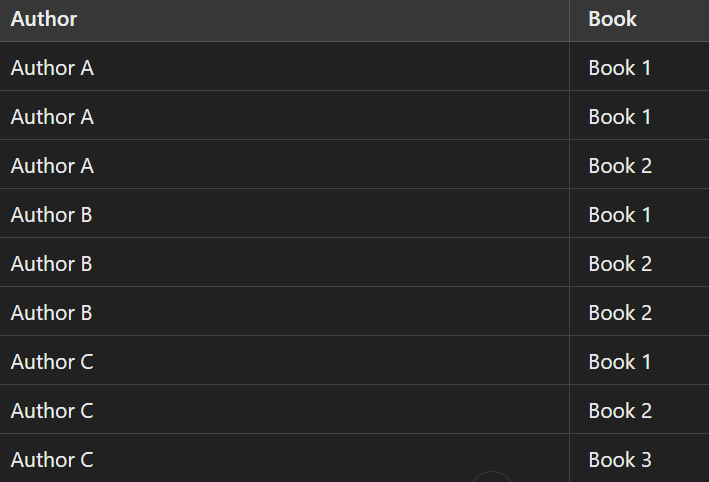 Author Book
Author A Book 1
Author A Book 1
Author A Book 2
Author B Book 1
Author B Book 2
Author B Book 2
Author C Book 1
Author C Book 2
Author C Book 3